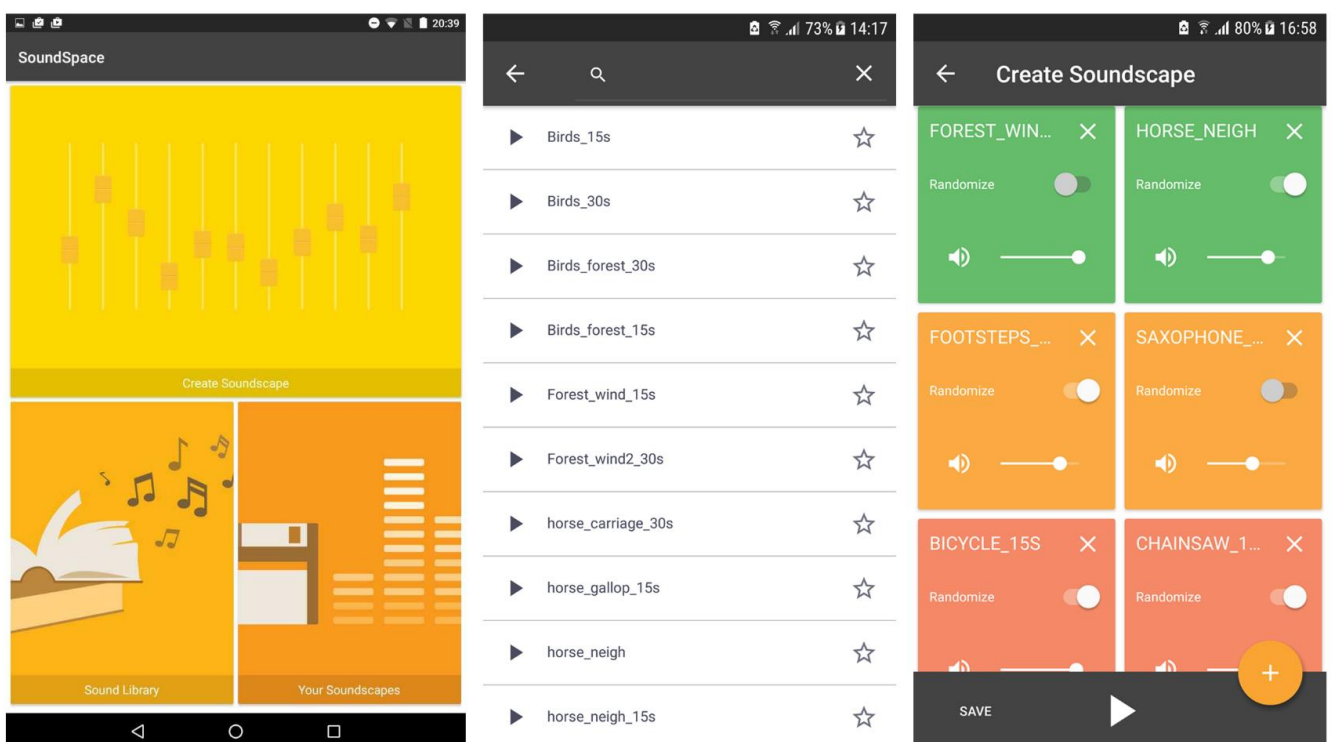 20:39
SoundSpace
Create Soundscape
Sound Library
Your Soundscapes
73% 14:17
Birds_15s
Birds_30s
Birds_forest_30s
Birds_forest_15s
Forest_wind_15s
Forest_wind2_30s
horse_carriage_30s
horse_gallop_15s
horse_neigh
horse_neigh_15s
80% 16:58
Create Soundscape
FOREST_WIN...
Randomize
HORSE_NEIGH
Randomize
FOOTSTEPS_...
Randomize
SAXOPHONE_...
Randomize
BICYCLE_15S
Randomize
CHAINSAW_1...
Randomize
SAVE